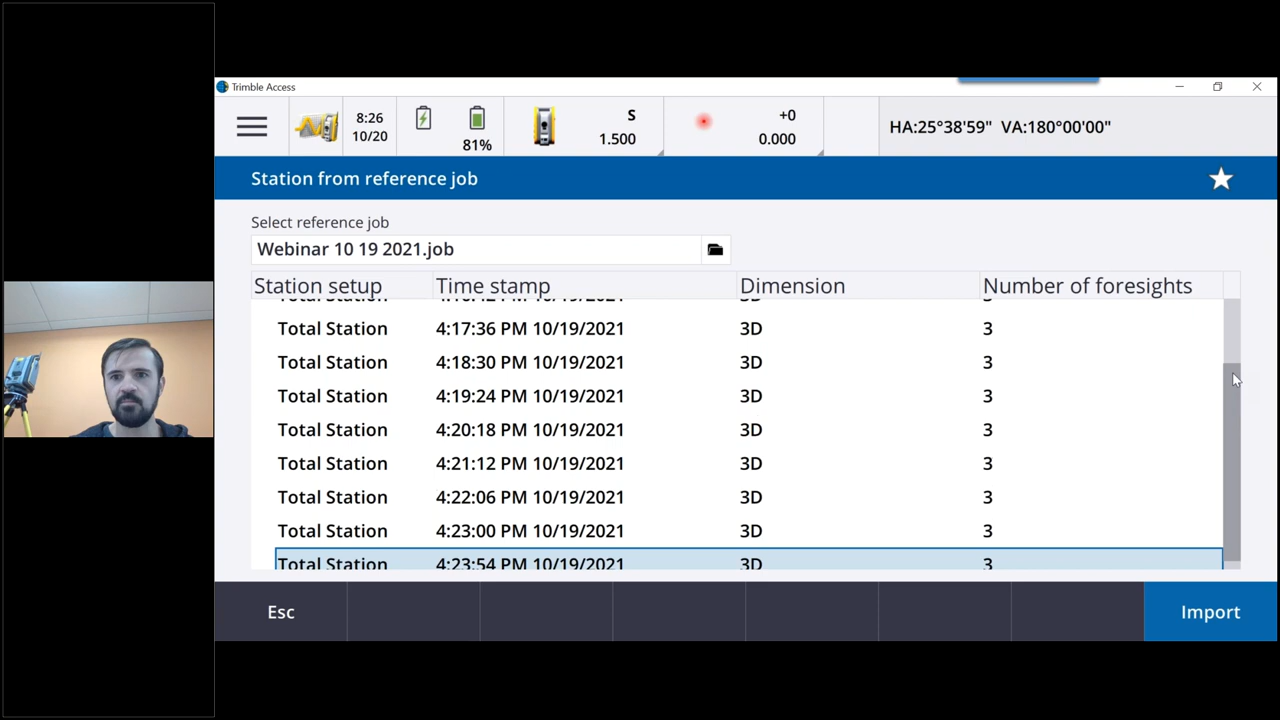 Trimble Access
8:26
10/20
81%
S
1.500
+0
0.000
HA:25°38'59" VA:180°00'00"
Station from reference job
Select reference job
Webinar 10 19 2021.job
Station setup Time stamp Dimension Number of foresights
Total Station 4:17:36 PM 10/19/2021 3D 3
Total Station 4:18:30 PM 10/19/2021 3D 3
Total Station 4:19:24 PM 10/19/2021 3D 3
Total Station 4:20:18 PM 10/19/2021 3D 3
Total Station 4:21:12 PM 10/19/2021 3D 3
Total Station 4:22:06 PM 10/19/2021 3D 3
Total Station 4:23:00 PM 10/19/2021 3D 3
Total Station 4:23:54 PM 10/19/2021 3D 3
Esc Import